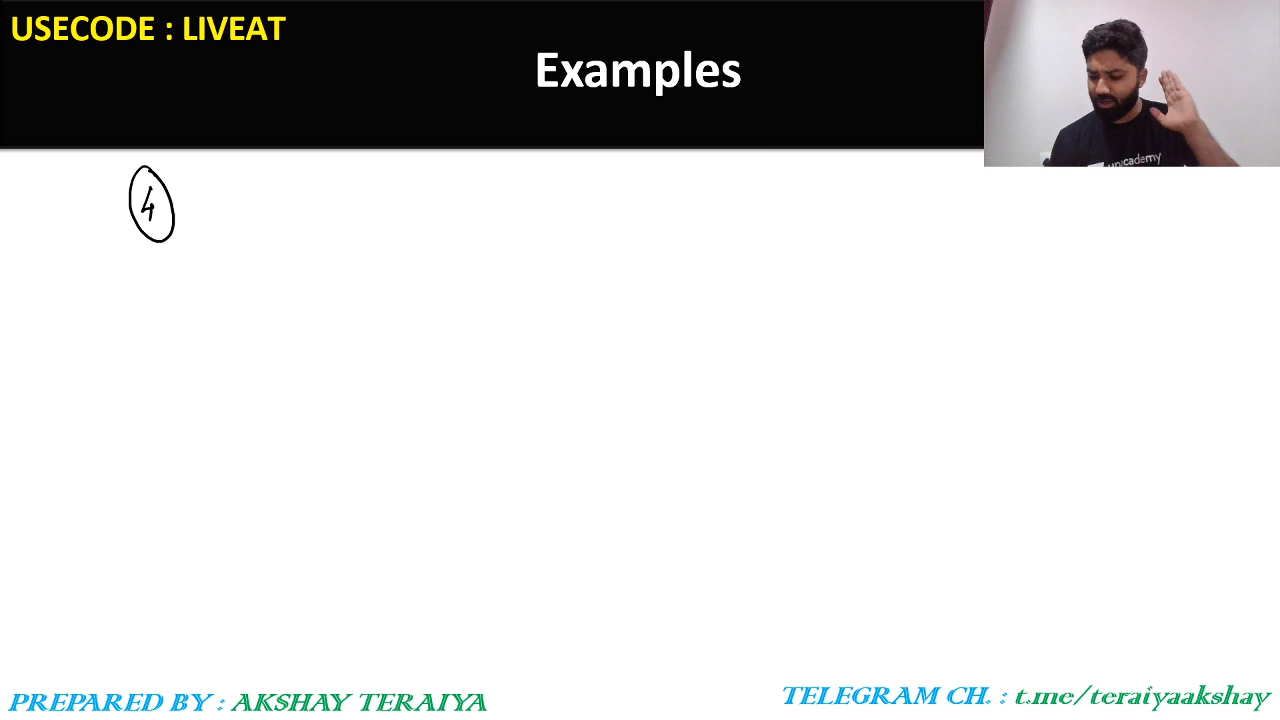 USECODE : LIVEAT
Examples
unacademy
4
PREPARED BY : AKSHAY TERAIYA
TELEGRAM CH. : t.me/teraiyaakshay